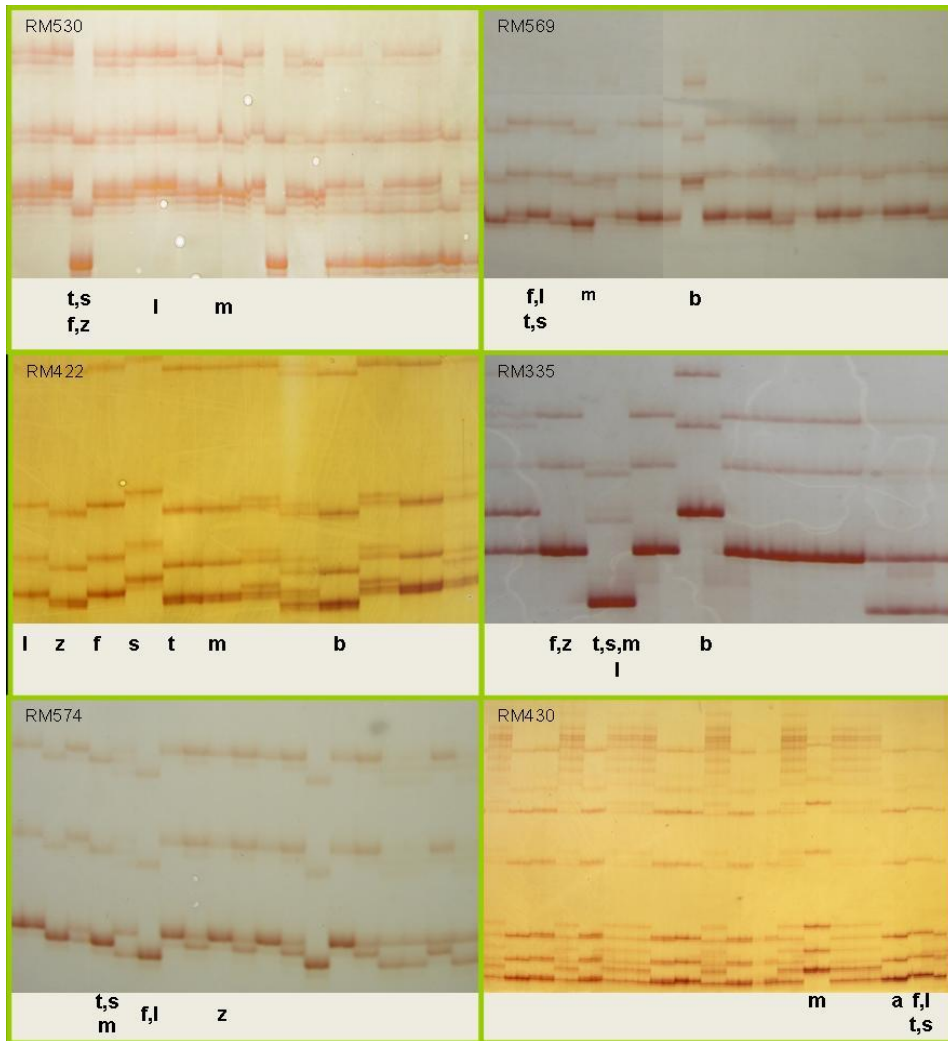 RM530
RM569
t,s l m
f,z
f,l m b
t,s
RM422
RM335
l z f s t m b
f,z t,s,m b
l
RM574
RM430
t,s f,l z
m
m a f,l
t,s